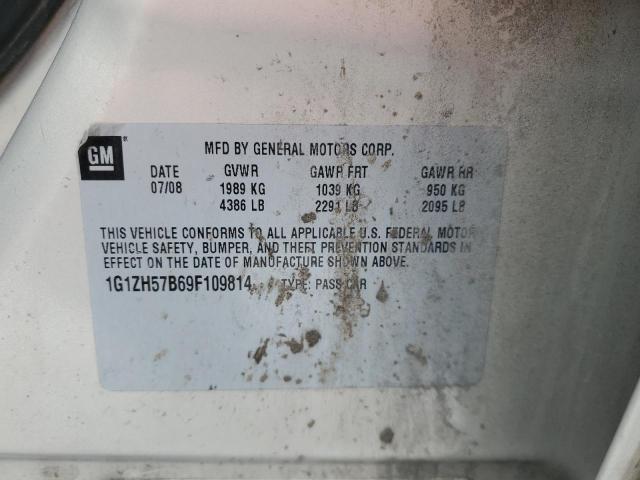 GM
MFD BY GENERAL MOTORS CORP.
DATE GVWR GAWR FRT GAWR RR
07/08 1989 KG 1039 KG 950 KG
4386 LB 2291 LB 2095 LB
THIS VEHICLE CONFORMS TO ALL APPLICABLE U.S. FEDERAL MOTOR
VEHICLE SAFETY, BUMPER, AND THEFT PREVENTION STANDARDS IN
EFFECT ON THE DATE OF MANUFACTURE SHOWN ABOVE.
1G1ZH57B69F109814 TYPE: PASS CAR